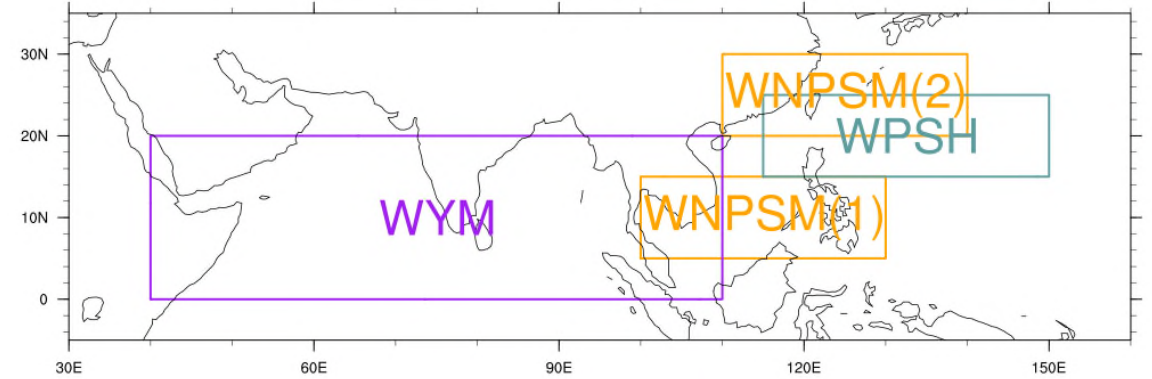 30N
WNPSM(2)
20N
WPSH
10N
WYM
WNPSM(1)
0
30E
60E
90E
120E
150E